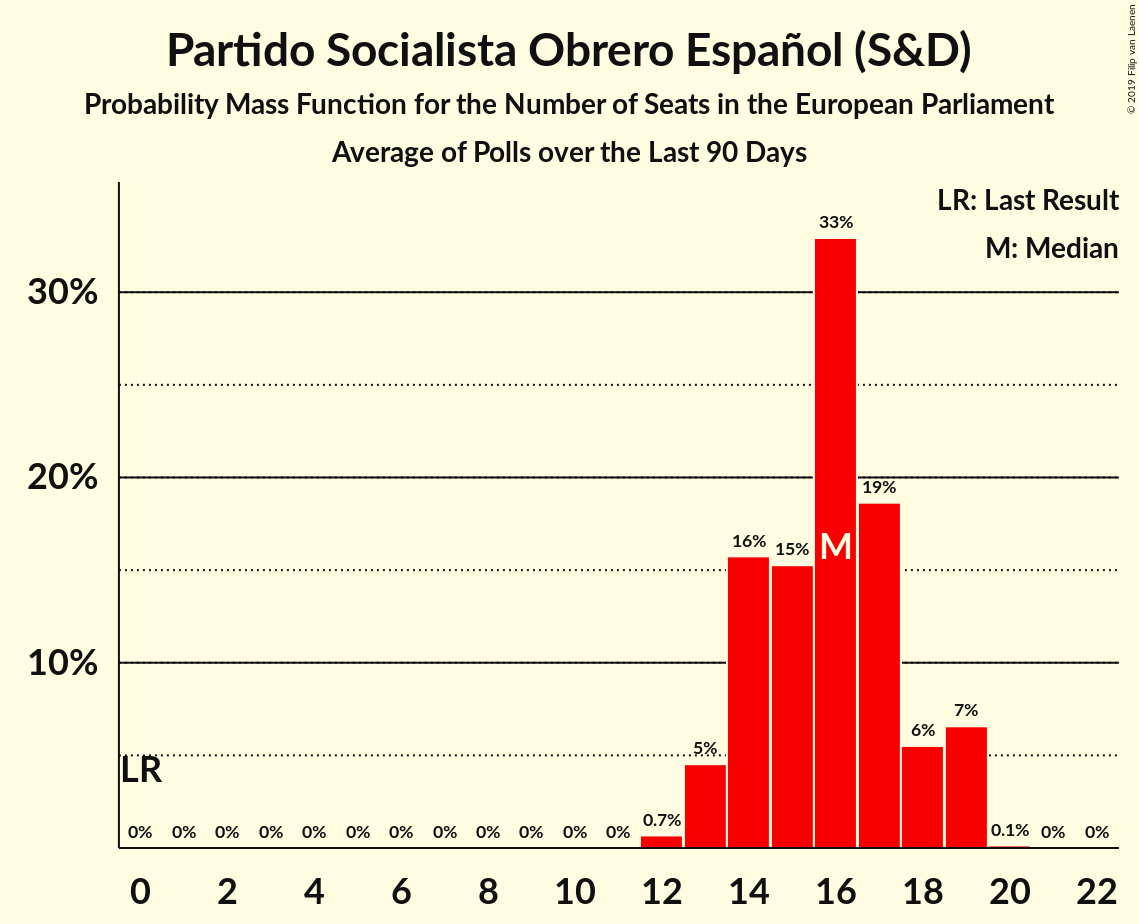 Partido Socialista Obrero Español (S&D)
Probability Mass Function for the Number of Seats in the European Parliament
Average of Polls over the Last 90 Days
© 2019 Filip van Laenen
LR: Last Result
M: Median
33%
30%
20%
19%
16%
15%
M
10%
7%
6%
5%
LR
0% 0% 0% 0% 0% 0% 0% 0% 0% 0% 0% 0% 0.7% 0.1% 0% 0%
0 2 4 6 8 10 12 14 16 18 20 22